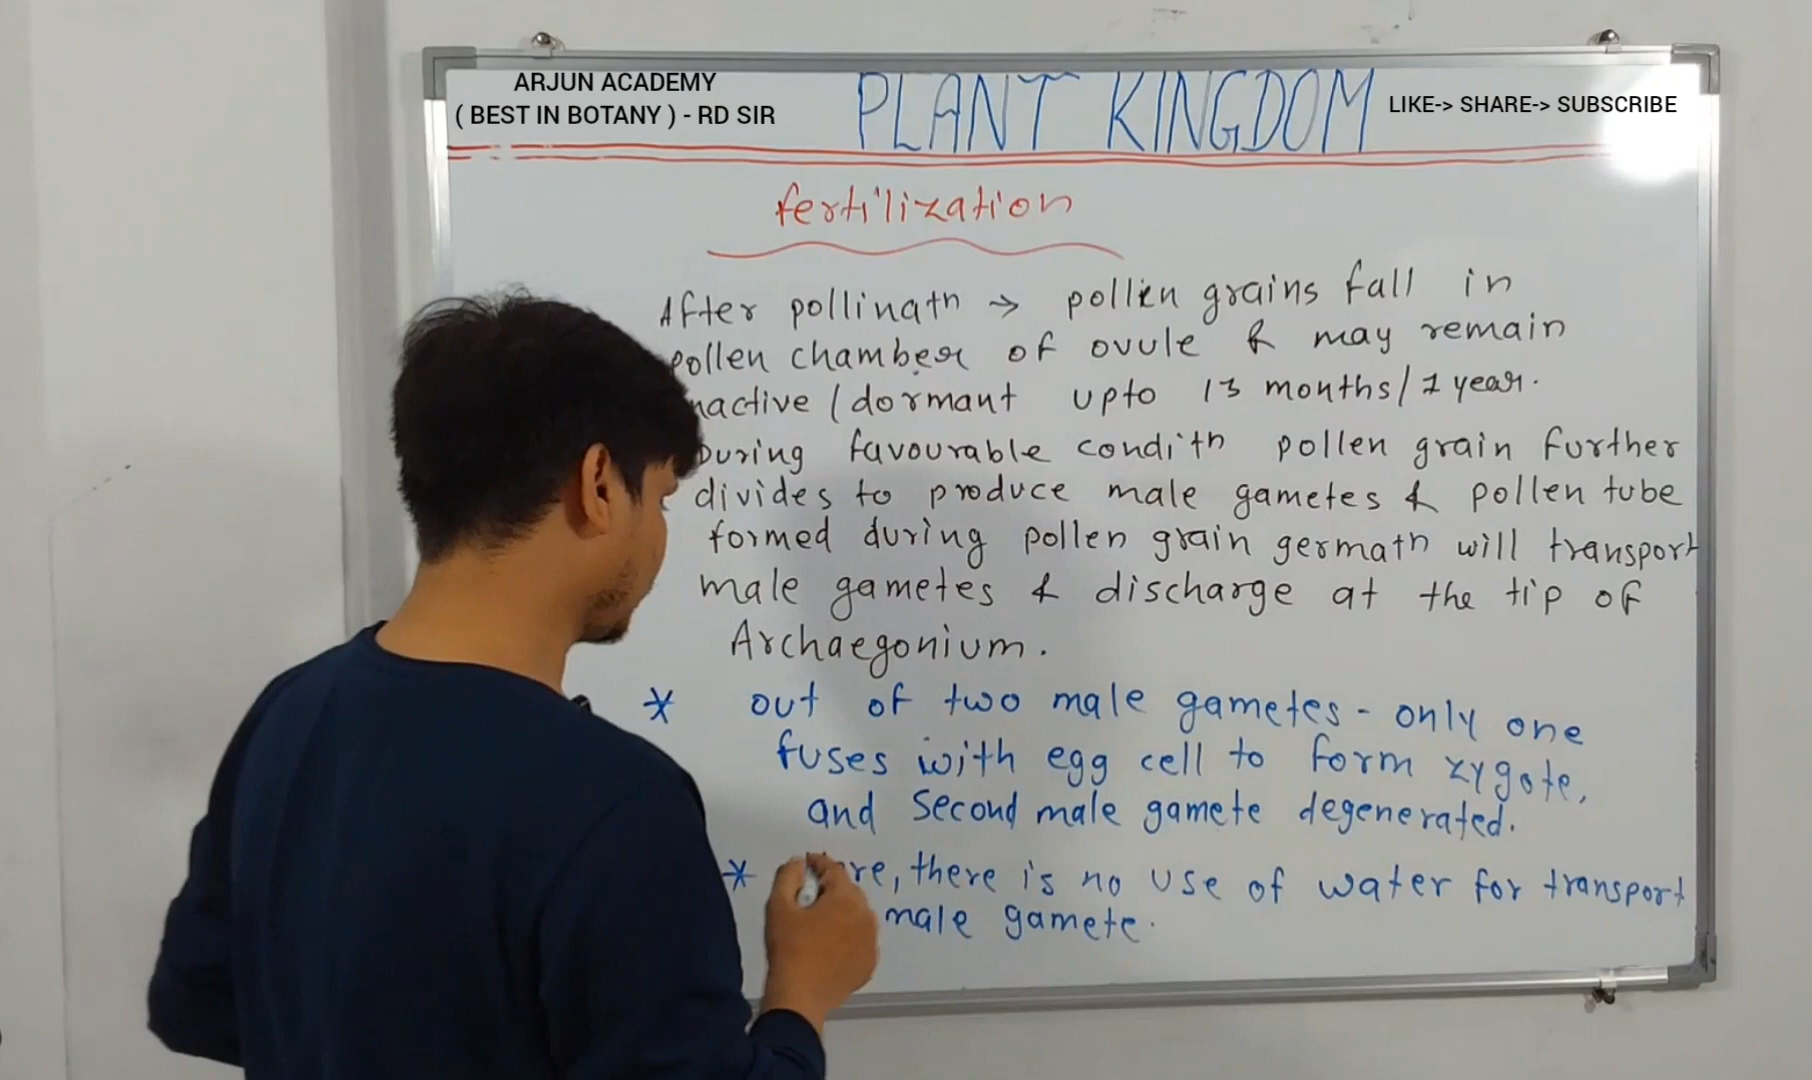 ARJUN ACADEMY
( BEST IN BOTANY ) - RD SIR
PLANT KINGDOM
LIKE-> SHARE-> SUBSCRIBE
fertilization
After pollinatn → pollen grains fall in
pollen chamber of ovule & may remain
nactive / dormant upto 13 months/1 year.
During favourable conditn pollen grain further
divides to produce male gametes & pollen tube
formed during pollen grain germatn will transport
male gametes & discharge at the tip of
Archaegonium.
* out of two male gametes - only one
fuses with egg cell to form zygote,
and second male gamete degenerated.
* there is no use of water for transport
male gamete.